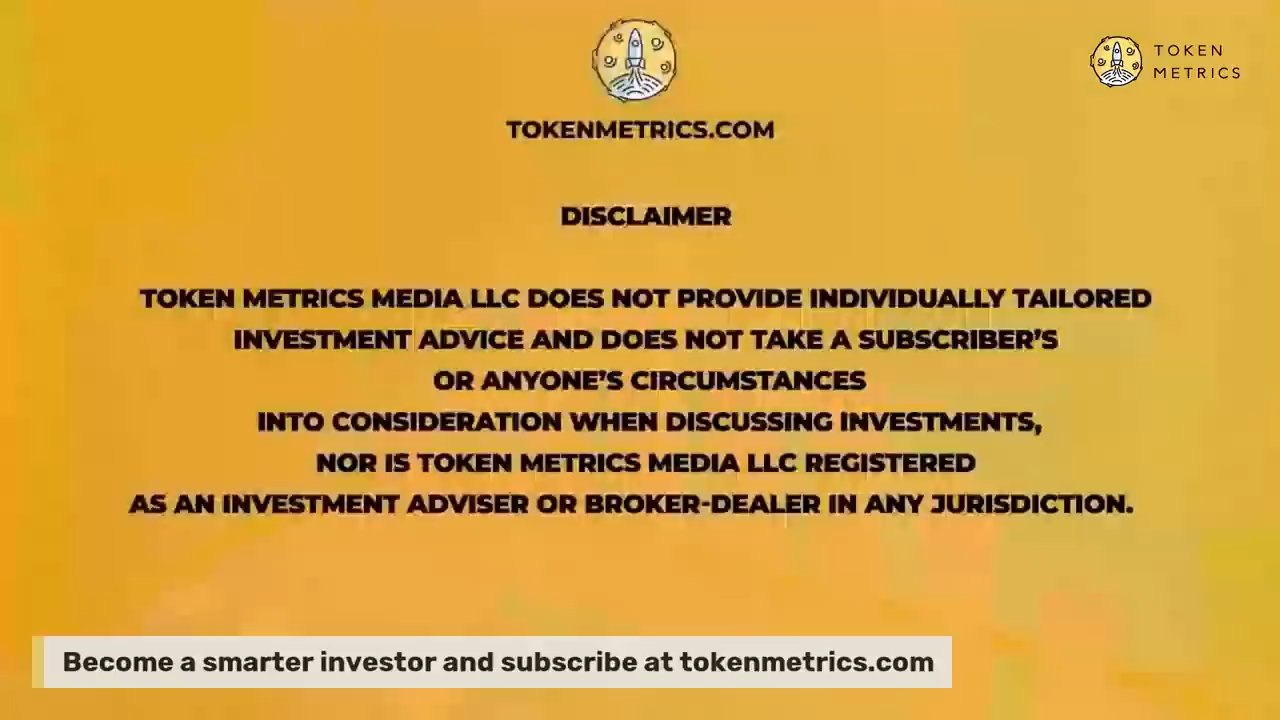 TOKEN
METRICS
TOKENMETRICS.COM
DISCLAIMER
TOKEN METRICS MEDIA LLC DOES NOT PROVIDE INDIVIDUALLY TAILORED
INVESTMENT ADVICE AND DOES NOT TAKE A SUBSCRIBER'S
OR ANYONE'S CIRCUMSTANCES
INTO CONSIDERATION WHEN DISCUSSING INVESTMENTS,
NOR IS TOKEN METRICS MEDIA LLC REGISTERED
AS AN INVESTMENT ADVISER OR BROKER-DEALER IN ANY JURISDICTION.
Become a smarter investor and subscribe at tokenmetrics.com